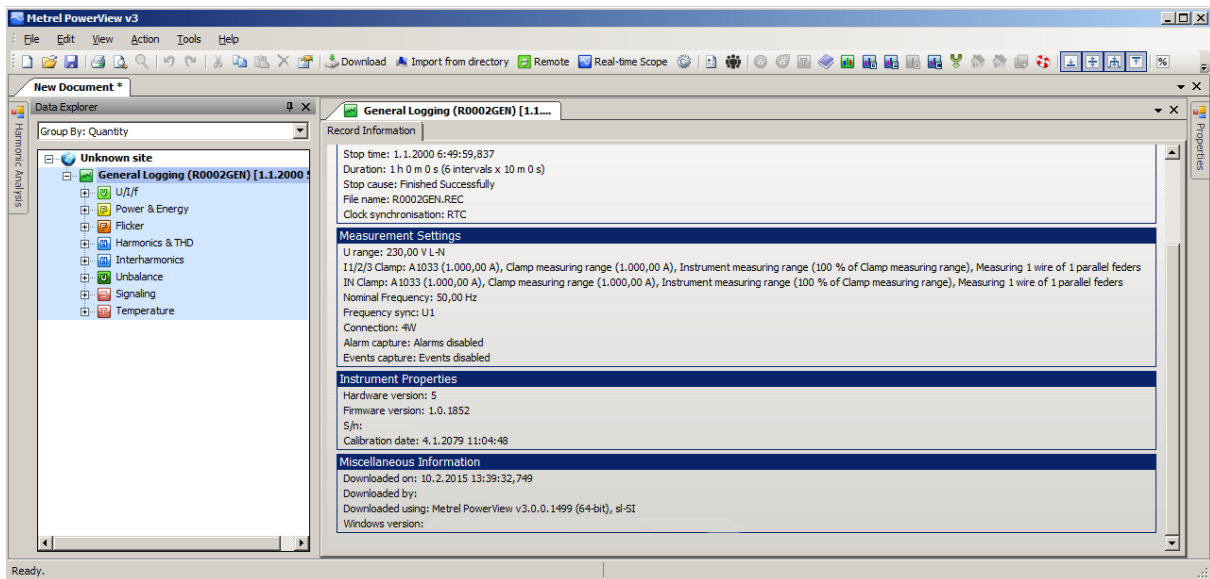 Metrel PowerView v3
File Edit View Action Tools Help
Download Import from directory Remote Real-time Scope %
New Document *
Harmonic Analysis
Data Explorer
Group By: Quantity
Unknown site
General Logging (R0002GEN) [1.1.2000
U/I/f
Power & Energy
Flicker
Harmonics & THD
Interharmonics
Unbalance
Signaling
Temperature
General Logging (R0002GEN) [1.1....
Record Information
Stop time: 1.1.2000 6:49:59,837
Duration: 1 h 0 m 0 s (6 intervals x 10 m 0 s)
Stop cause: Finished Successfully
File name: R0002GEN.REC
Clock synchronisation: RTC
Measurement Settings
U range: 230,00 V L-N
I1/2/3 Clamp: A1033 (1.000,00 A), Clamp measuring range (1.000,00 A), Instrument measuring range (100 % of Clamp measuring range), Measuring 1 wire of 1 parallel feders
IN Clamp: A1033 (1.000,00 A), Clamp measuring range (1.000,00 A), Instrument measuring range (100 % of Clamp measuring range), Measuring 1 wire of 1 parallel feders
Nominal Frequency: 50,00 Hz
Frequency sync: U1
Connection: 4W
Alarm capture: Alarms disabled
Events capture: Events disabled
Instrument Properties
Hardware version: 5
Firmware version: 1.0.1852
S/n:
Calibration date: 4.1.2079 11:04:48
Miscellaneous Information
Downloaded on: 10.2.2015 13:39:32,749
Downloaded by:
Downloaded using: Metrel PowerView v3.0.0.1499 (64-bit), sl-SI
Windows version:
Properties
Ready.